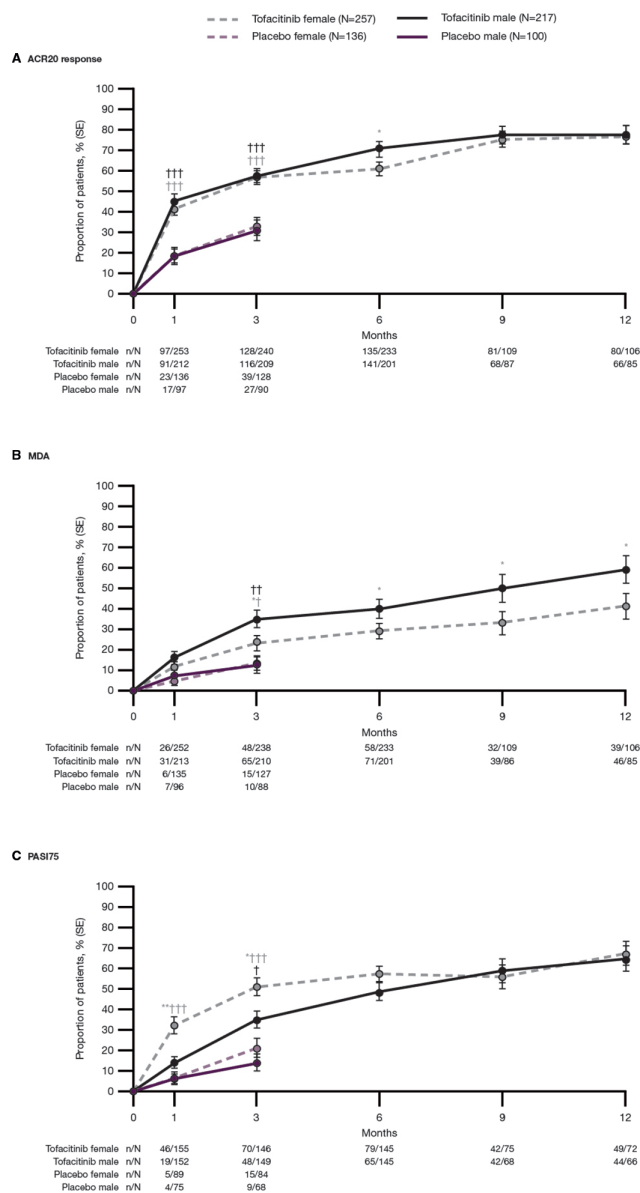 Tofacitinib female (N=257) Tofacitinib male (N=217)
Placebo female (N=136) Placebo male (N=100)
A ACR20 response
Proportion of patients, % (SE)
100
90
80
70
60
50
40
30
20
10
0
†††
†††
†††
†††
*
0 1 3 6 9 12
Months
Tofacitinib female n/N 97/253 128/240 135/233 81/109 80/106
Tofacitinib male n/N 91/212 116/209 141/201 68/87 66/85
Placebo female n/N 23/136 39/128
Placebo male n/N 17/97 27/90
B MDA
Proportion of patients, % (SE)
100
90
80
70
60
50
40
30
20
10
0
††
*†
*
*
*
0 1 3 6 9 12
Months
Tofacitinib female n/N 26/252 48/238 58/233 32/109 39/106
Tofacitinib male n/N 31/213 65/210 71/201 39/86 46/85
Placebo female n/N 6/135 15/127
Placebo male n/N 7/96 10/88
C PASI75
Proportion of patients, % (SE)
100
90
80
70
60
50
40
30
20
10
0
**†††
*†††
†
0 1 3 6 9 12
Months
Tofacitinib female n/N 46/155 70/146 79/145 42/75 49/72
Tofacitinib male n/N 19/152 48/149 65/145 42/68 44/66
Placebo female n/N 5/89 15/84
Placebo male n/N 4/75 9/68